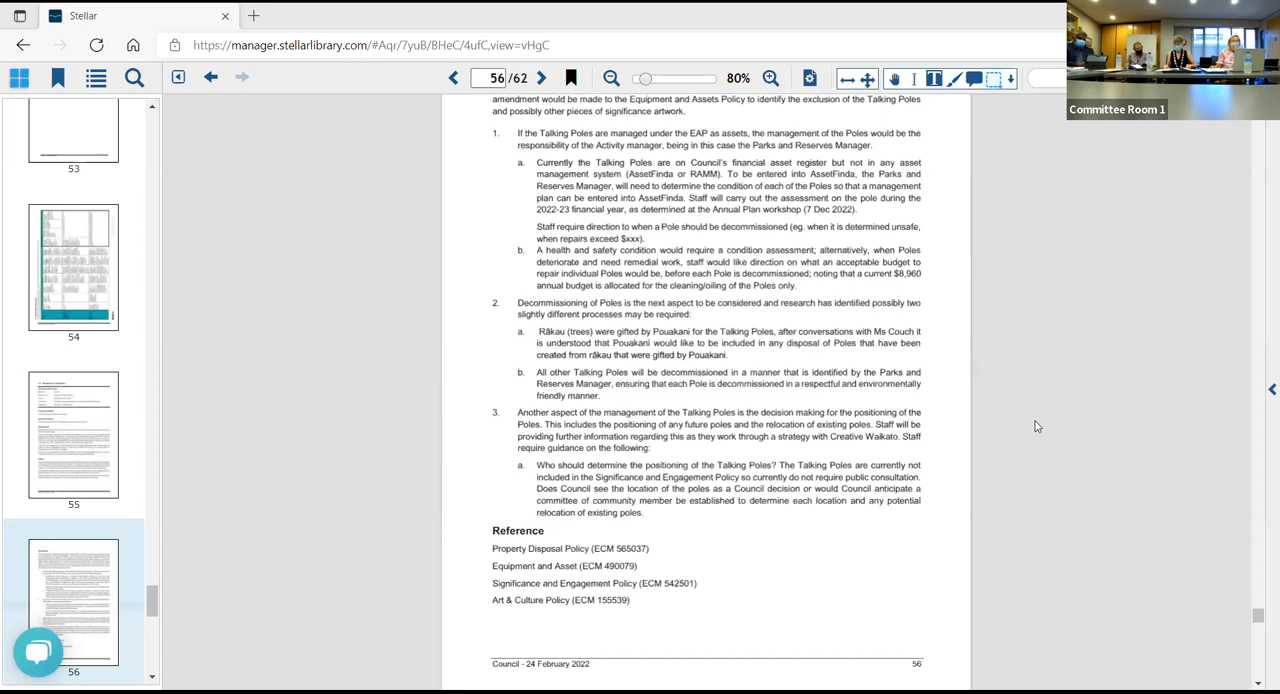 Stellar
https://manager.stellarlibrary.com/#Aqr/7yuB/BHeC/4ufC,view=vHgC
56 /62
80%
Committee Room 1
53
54
55
56
amendment would be made to the Equipment and Assets Policy to identify the exclusion of the Talking Poles
and possibly other pieces of significance artwork.
1. If the Talking Poles are managed under the EAP as assets, the management of the Poles would be the
responsibility of the Activity manager, being in this case the Parks and Reserves Manager.
a. Currently the Talking Poles are on Council's financial asset register but not in any asset
management system (AssetFinda or RAMM). To be entered into AssetFinda, the Parks and
Reserves Manager, will need to determine the condition of each of the Poles so that a management
plan can be entered into AssetFinda. Staff will carry out the assessment on the pole during the
2022-23 financial year, as determined at the Annual Plan workshop (7 Dec 2022).
Staff require direction to when a Pole should be decommissioned (eg. when it is determined unsafe,
when repairs exceed $xxx).
b. A health and safety condition would require a condition assessment; alternatively, when Poles
deteriorate and need remedial work, staff would like direction on what an acceptable budget to
repair individual Poles would be, before each Pole is decommissioned; noting that a current $8,960
annual budget is allocated for the cleaning/oiling of the Poles only.
2. Decommissioning of Poles is the next aspect to be considered and research has identified possibly two
slightly different processes may be required:
a. Rākau (trees) were gifted by Pouakani for the Talking Poles, after conversations with Ms Couch it
is understood that Pouakani would like to be included in any disposal of Poles that have been
created from rākau that were gifted by Pouakani.
b. All other Talking Poles will be decommissioned in a manner that is identified by the Parks and
Reserves Manager, ensuring that each Pole is decommissioned in a respectful and environmentally
friendly manner.
3. Another aspect of the management of the Talking Poles is the decision making for the positioning of the
Poles. This includes the positioning of any future poles and the relocation of existing poles. Staff will be
providing further information regarding this as they work through a strategy with Creative Waikato. Staff
require guidance on the following:
a. Who should determine the positioning of the Talking Poles? The Talking Poles are currently not
included in the Significance and Engagement Policy so currently do not require public consultation.
Does Council see the location of the poles as a Council decision or would Council anticipate a
committee of community member be established to determine each location and any potential
relocation of existing poles.
Reference
Property Disposal Policy (ECM 565037)
Equipment and Asset (ECM 490079)
Significance and Engagement Policy (ECM 542501)
Art & Culture Policy (ECM 155539)
Council - 24 February 2022 56